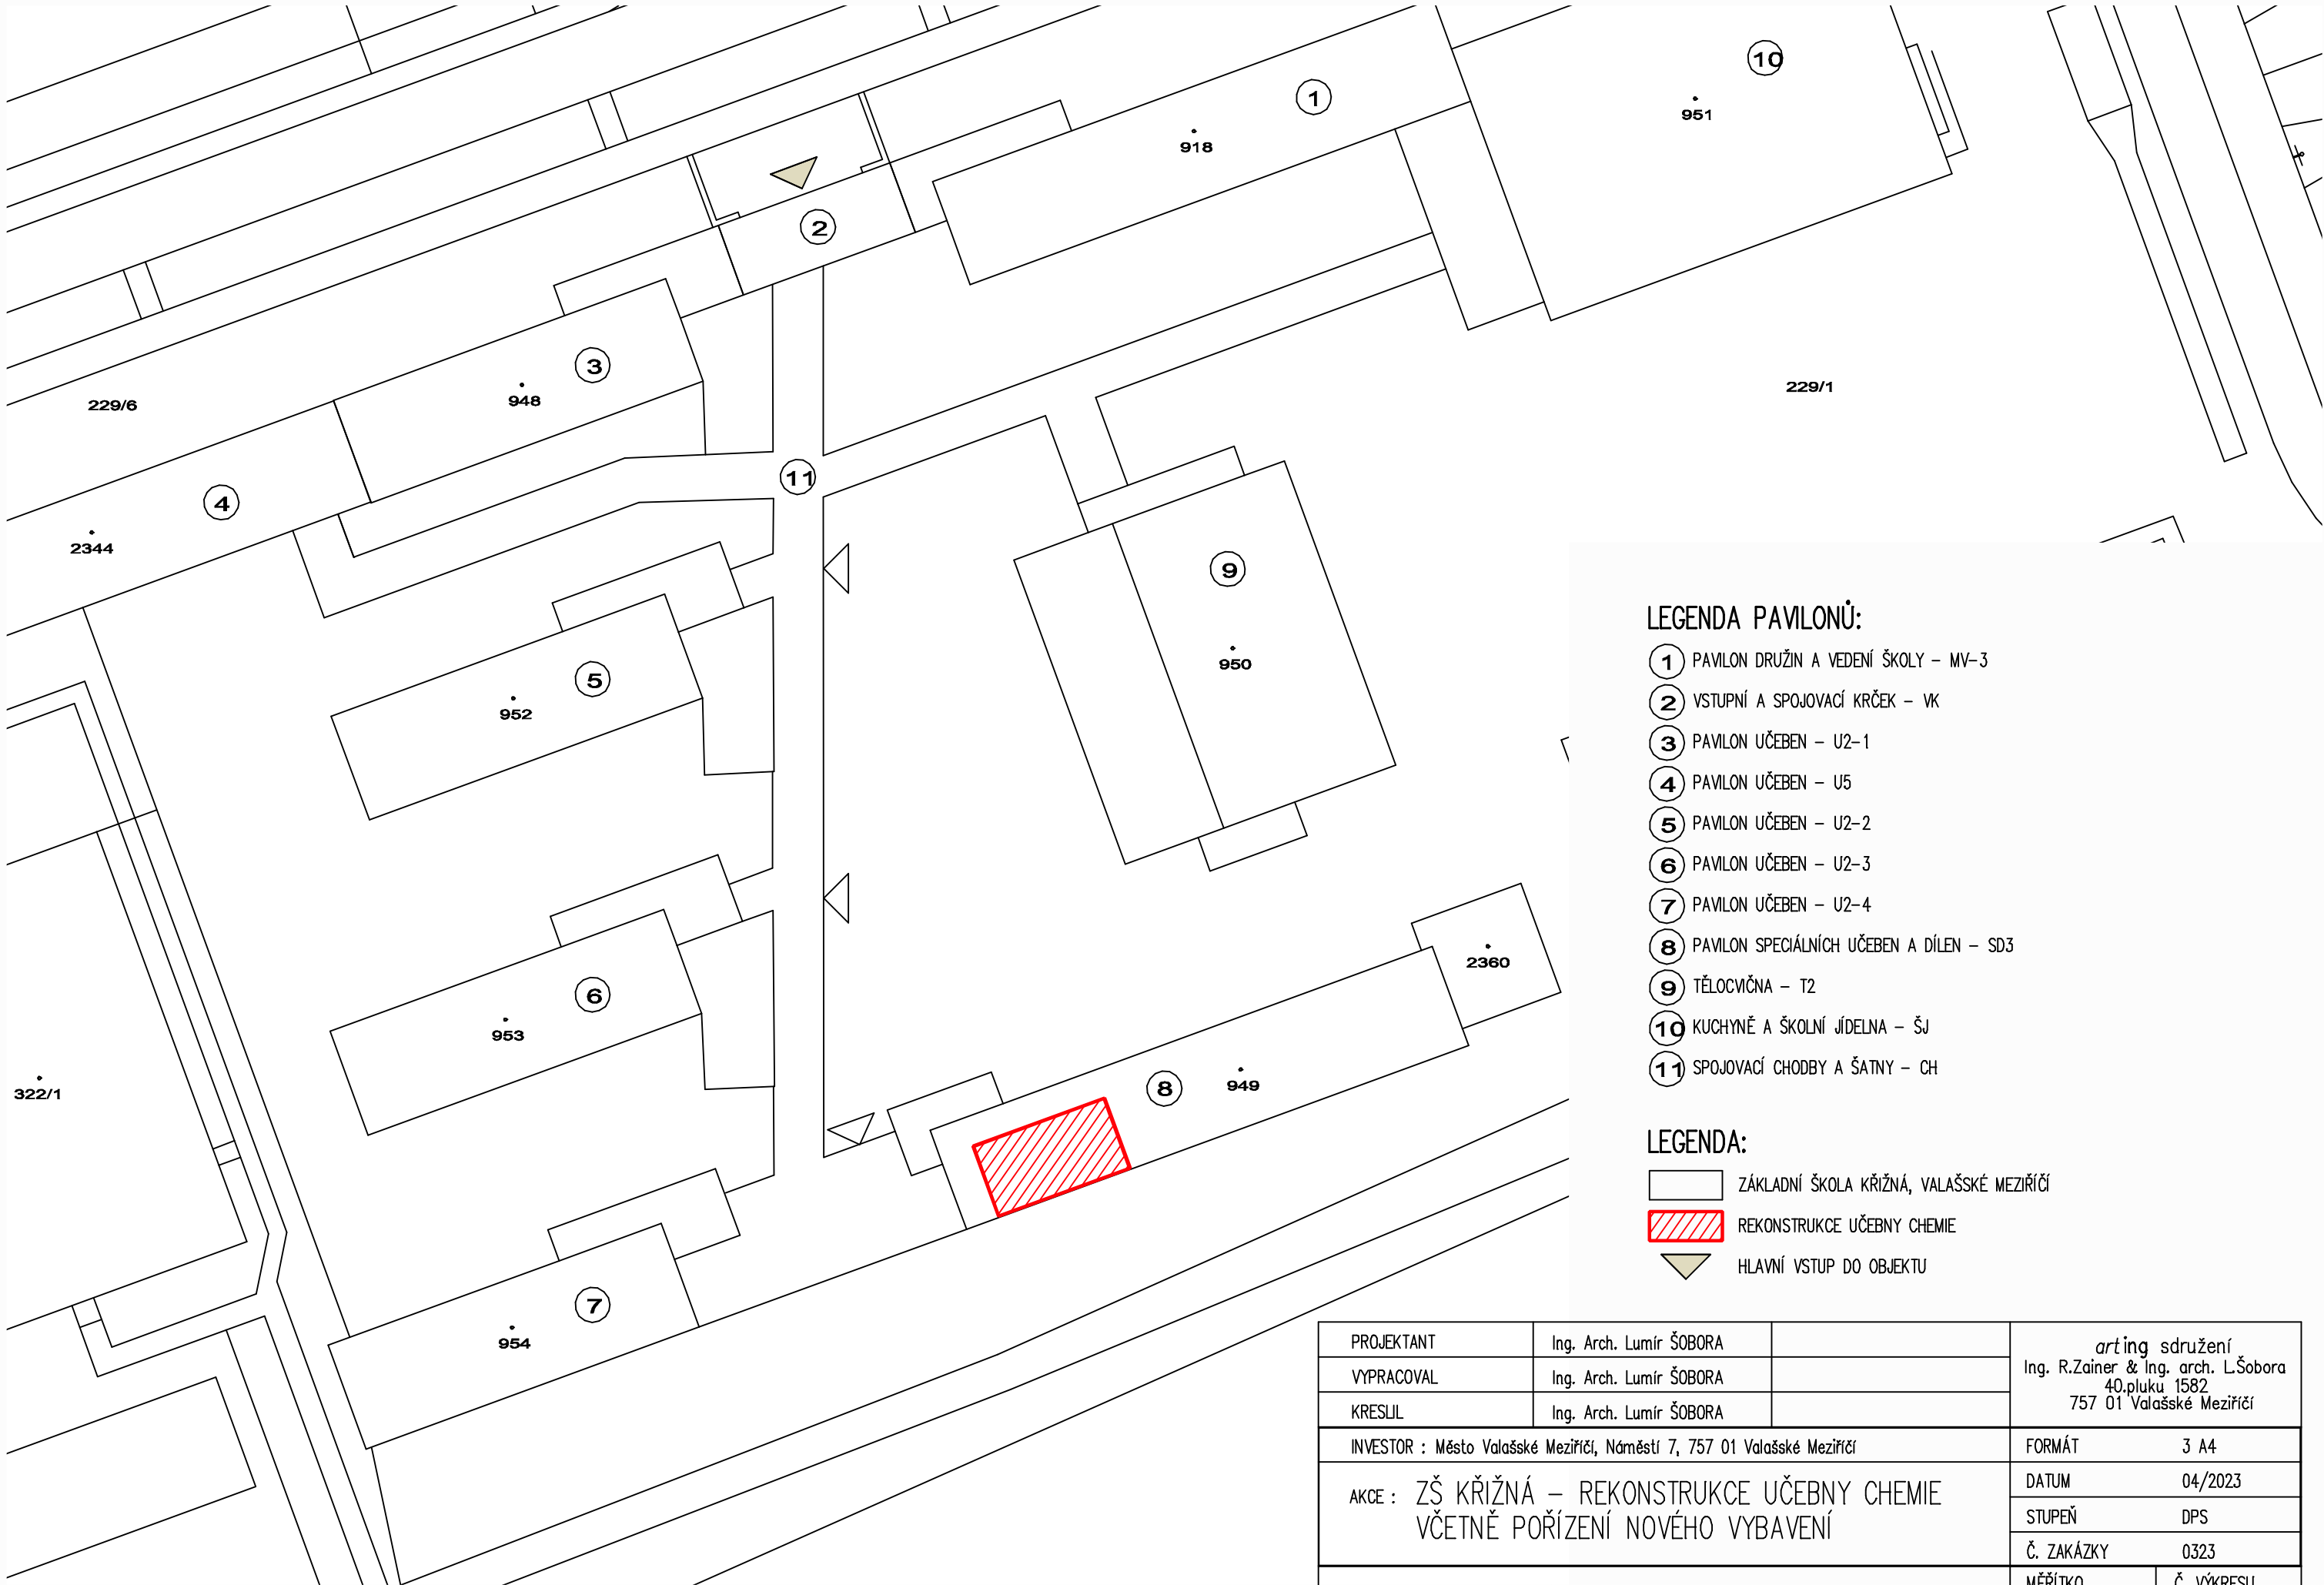 10
951
1
918
2
3
948
229/6
229/1
11
4
2344
9
950
5
952
6
953
322/1
2360
8
949
7
954
LEGENDA PAVILONŮ:
1 PAVILON DRUŽIN A VEDENÍ ŠKOLY – MV-3
2 VSTUPNÍ A SPOJOVACÍ KRČEK – VK
3 PAVILON UČEBEN – U2-1
4 PAVILON UČEBEN – U5
5 PAVILON UČEBEN – U2-2
6 PAVILON UČEBEN – U2-3
7 PAVILON UČEBEN – U2-4
8 PAVILON SPECIÁLNÍCH UČEBEN A DÍLEN – SD3
9 TĚLOCVIČNA – T2
10 KUCHYNĚ A ŠKOLNÍ JÍDELNA – ŠJ
11 SPOJOVACÍ CHODBY A ŠATNY – CH
LEGENDA:
ZÁKLADNÍ ŠKOLA KŘIŽNÁ, VALAŠSKÉ MEZIŘÍČÍ
REKONSTRUKCE UČEBNY CHEMIE
HLAVNÍ VSTUP DO OBJEKTU
PROJEKTANT Ing. Arch. Lumír ŠOBORA
VYPRACOVAL Ing. Arch. Lumír ŠOBORA
KRESLIL Ing. Arch. Lumír ŠOBORA
arting sdružení
Ing. R.Zainer & Ing. arch. L.Šobora
40.pluku 1582
757 01 Valašské Meziříčí
INVESTOR : Město Valašské Meziříčí, Náměstí 7, 757 01 Valašské Meziříčí
FORMÁT 3 A4
AKCE : ZŠ KŘIŽNÁ – REKONSTRUKCE UČEBNY CHEMIE
VČETNĚ POŘÍZENÍ NOVÉHO VYBAVENÍ
DATUM 04/2023
STUPEŇ DPS
Č. ZAKÁZKY 0323
MĚŘÍTKO Č. VÝKRESU